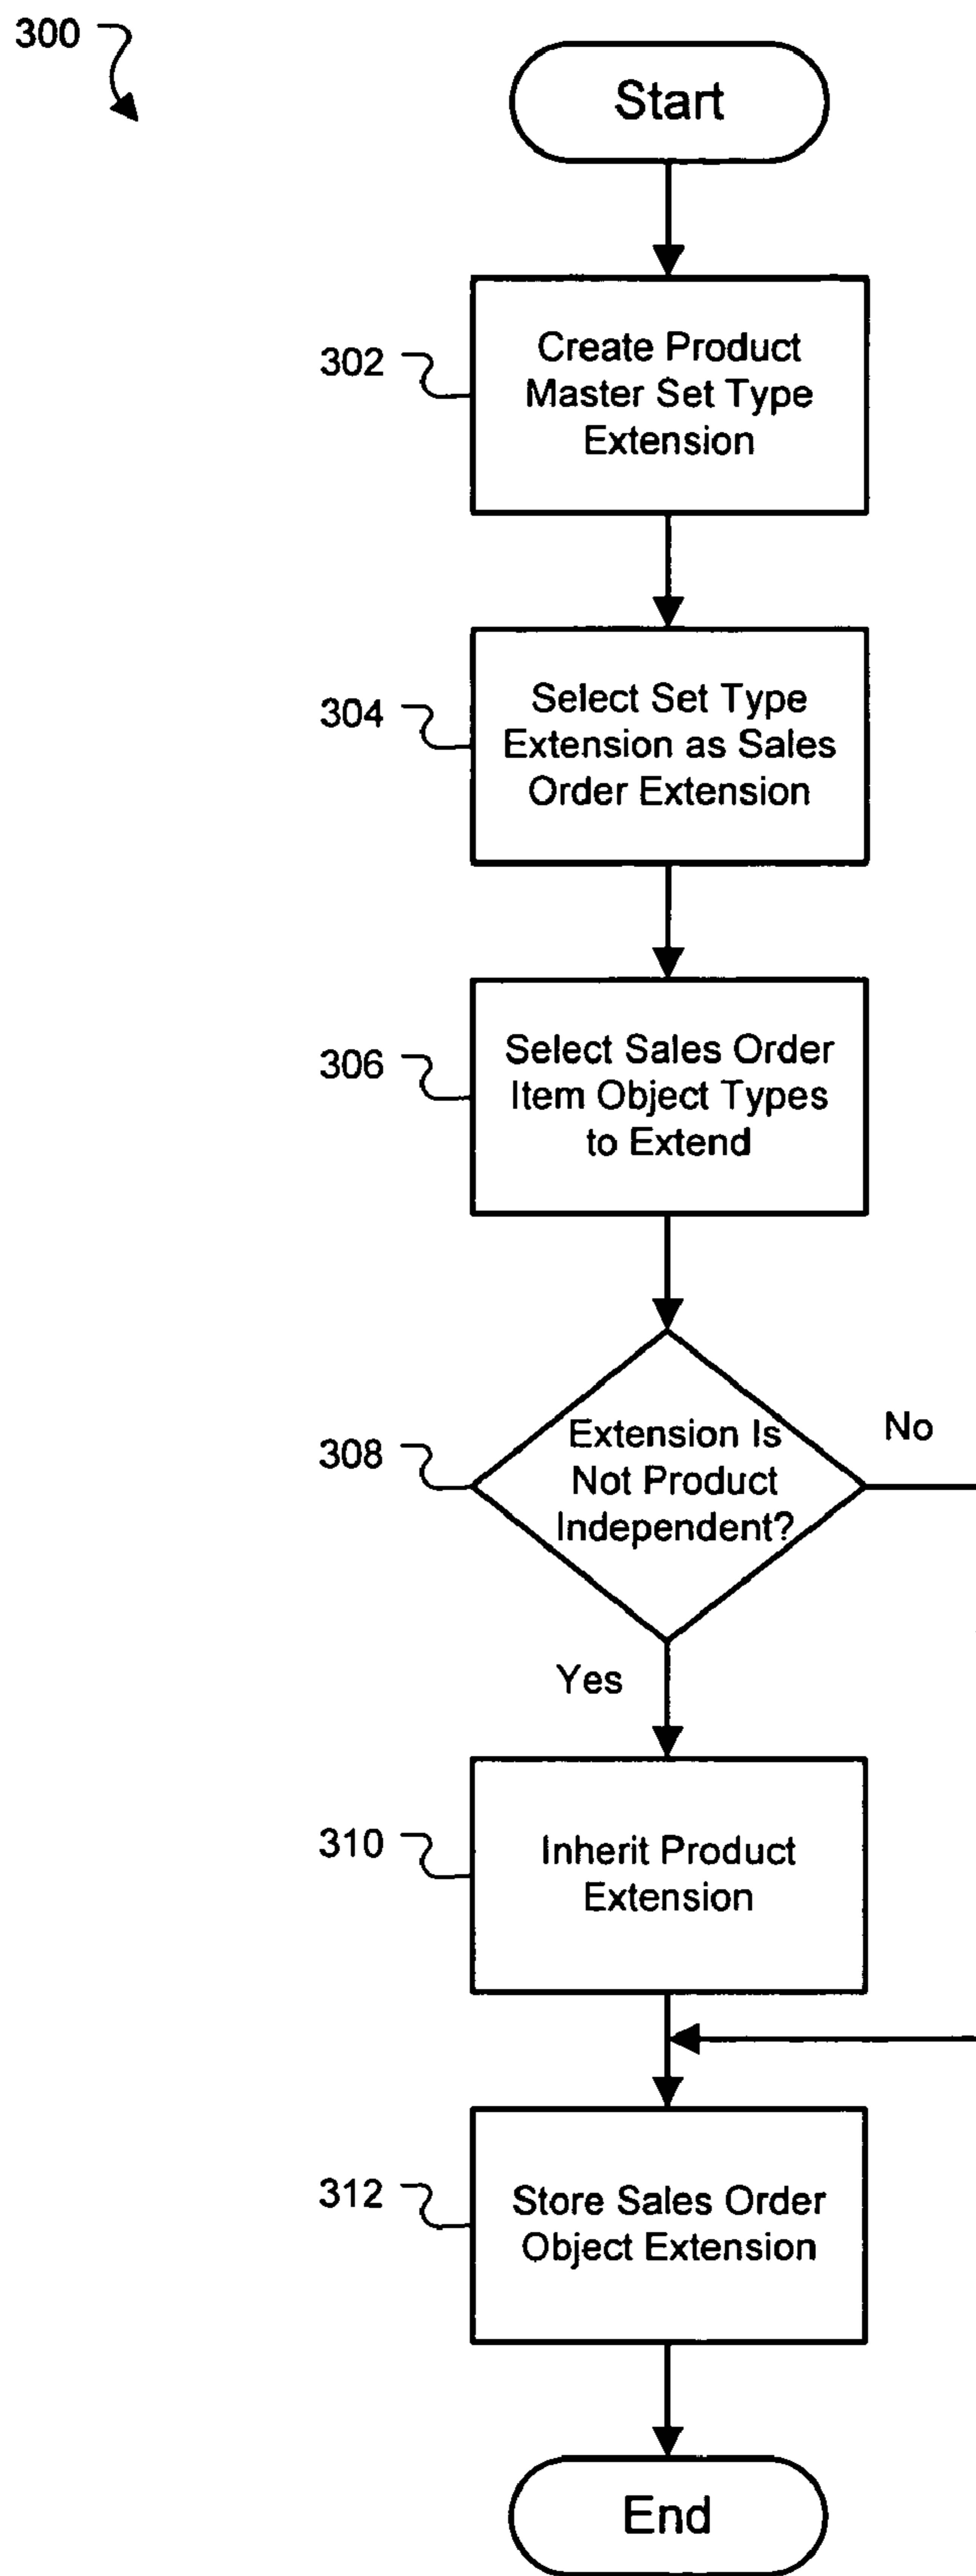 300
Start
302
Create Product
Master Set Type
Extension
304
Select Set Type
Extension as Sales
Order Extension
306
Select Sales Order
Item Object Types
to Extend
308
Extension Is
Not Product
Independent?
No
Yes
310
Inherit Product
Extension
312
Store Sales Order
Object Extension
End